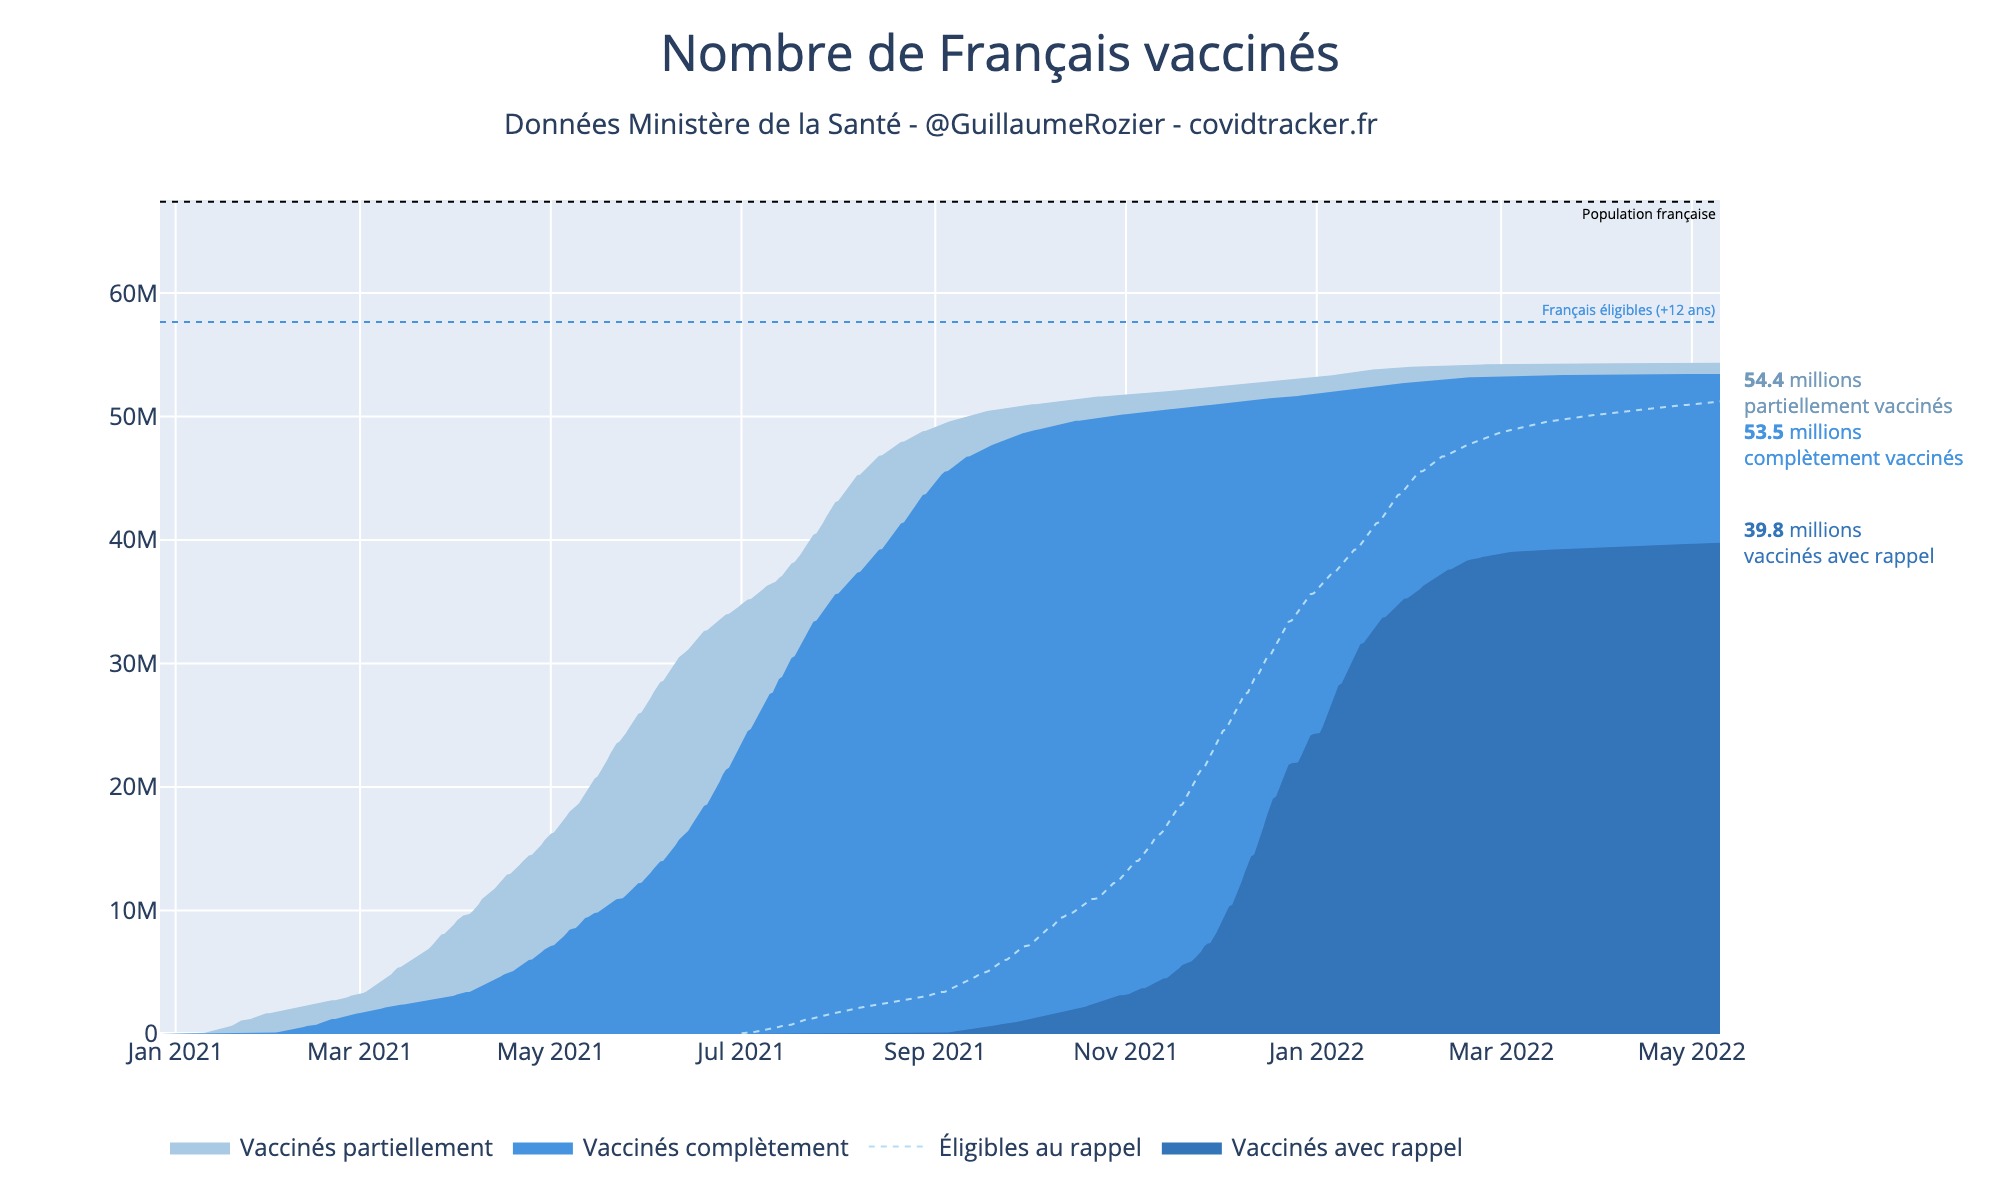 Nombre de Français vaccinés
Données Ministère de la Santé - @GuillaumeRozier - covidtracker.fr
Population française
60M
Français éligibles (+12 ans)
54.4 millions
partiellement vaccinés
50M
53.5 millions
complètement vaccinés
39.8 millions
vaccinés avec rappel
40M
30M
20M
10M
0
Jan 2021 Mar 2021 May 2021 Jul 2021 Sep 2021 Nov 2021 Jan 2022 Mar 2022 May 2022
Vaccinés partiellement Vaccinés complètement Éligibles au rappel Vaccinés avec rappel